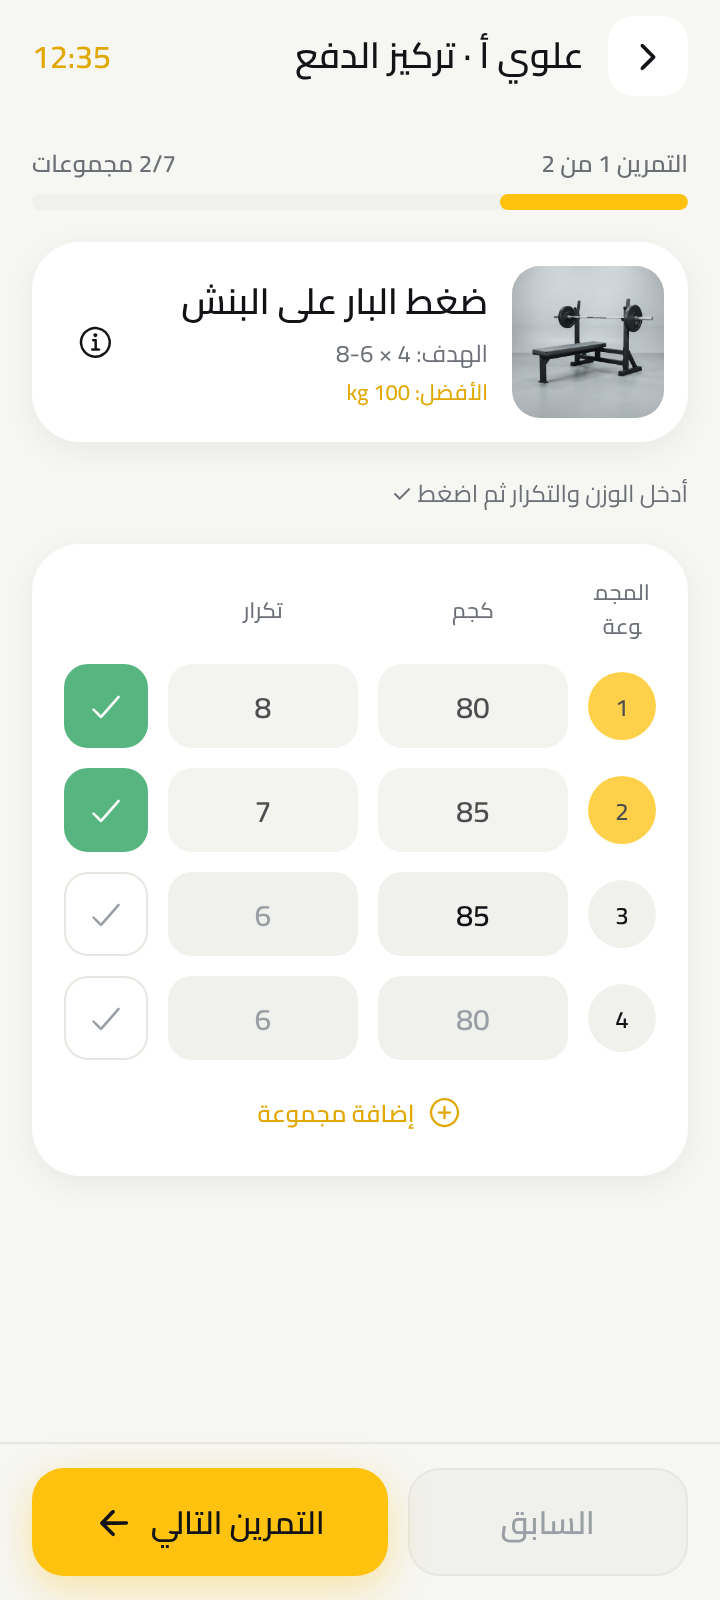 علوي أ · تركيز الدفع
12:35
التمرين 1 من 2
2/7 مجموعات
ضغط البار على البنش
الهدف: 4 × 6-8
الأفضل: 100 kg
أدخل الوزن والتكرار ثم اضغط ✓
المجم
وعة
كجم
تكرار
1
80
8
2
85
7
3
85
6
4
80
6
إضافة مجموعة
السابق
التمرين التالي